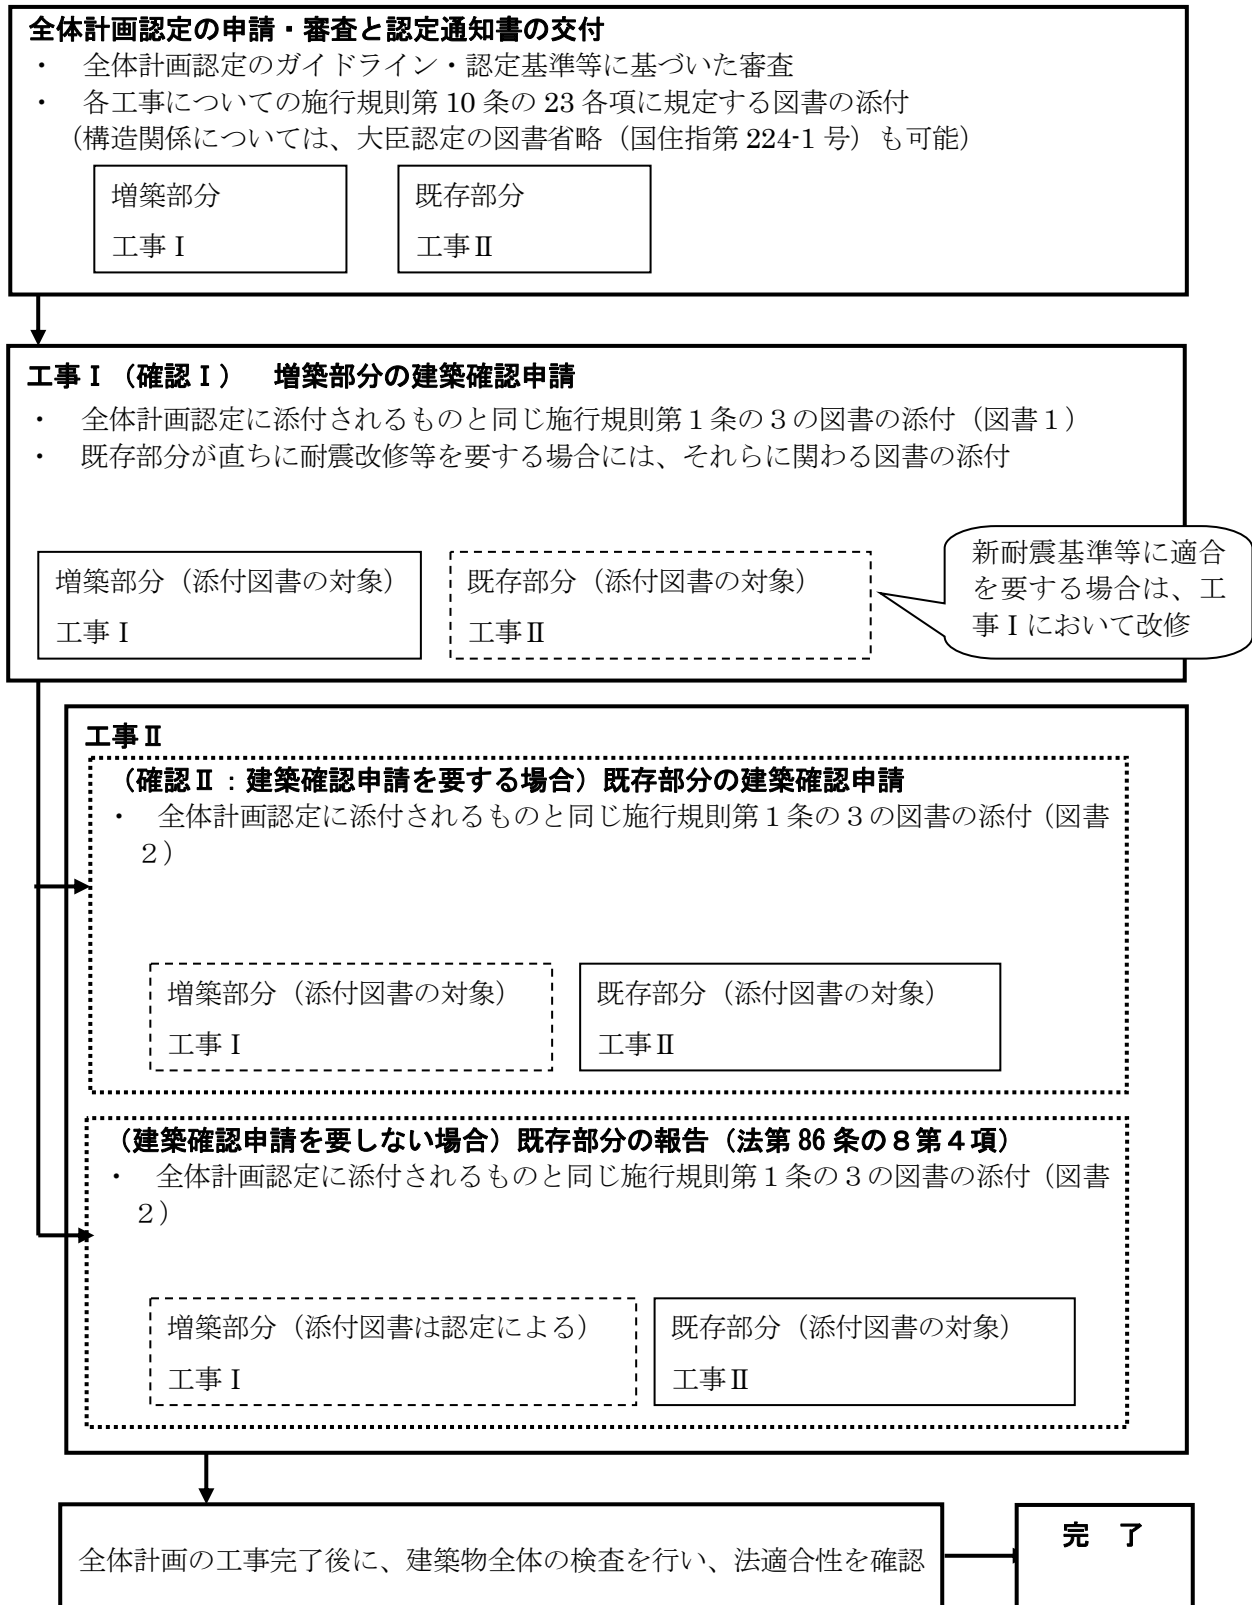 全体計画認定の申請・審査と認定通知書の交付
・　全体計画認定のガイドライン・認定基準等に基づいた審査
・　各工事についての施行規則第 10 条の 23 各項に規定する図書の添付
（構造関係については、大臣認定の図書省略（国住指第 224-1 号）も可能）
増築部分
工事Ⅰ
既存部分
工事Ⅱ
工事Ⅰ（確認Ⅰ）　増築部分の建築確認申請
・　全体計画認定に添付されるものと同じ施行規則第１条の３の図書の添付（図書１）
・　既存部分が直ちに耐震改修等を要する場合には、それらに関わる図書の添付
増築部分（添付図書の対象）
工事Ⅰ
既存部分（添付図書の対象）
工事Ⅱ
新耐震基準等に適合
を要する場合は、工
事Ⅰにおいて改修
工事Ⅱ
（確認Ⅱ：建築確認申請を要する場合）既存部分の建築確認申請
・　全体計画認定に添付されるものと同じ施行規則第１条の３の図書の添付（図書
２）
増築部分（添付図書の対象）
工事Ⅰ
既存部分（添付図書の対象）
工事Ⅱ
（建築確認申請を要しない場合）既存部分の報告（法第 86 条の８第４項）
・　全体計画認定に添付されるものと同じ施行規則第１条の３の図書の添付（図書
２）
増築部分（添付図書は認定による）
工事Ⅰ
既存部分（添付図書の対象）
工事Ⅱ
全体計画の工事完了後に、建築物全体の検査を行い、法適合性を確認
完　了